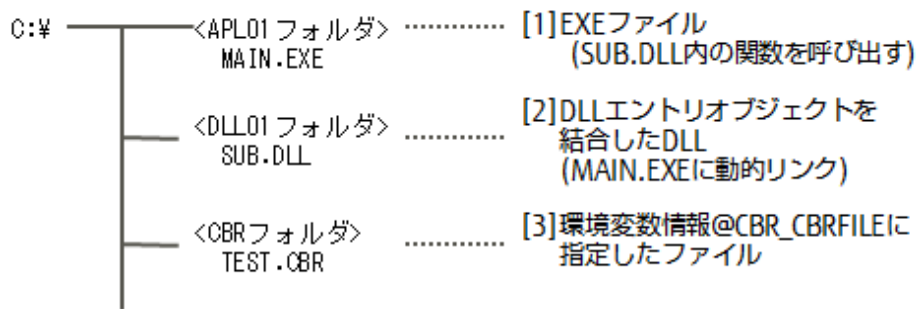 C:¥ <APL01フォルダ> ………… [1]EXEファイル
MAIN.EXE (SUB.DLL内の関数を呼び出す)
<DLL01フォルダ> ………… [2]DLLエントリオブジェクトを
SUB.DLL 結合したDLL
(MAIN.EXEに動的リンク)
<CBRフォルダ> ………… [3]環境変数情報@CBR_CBRFILEに
TEST.CBR 指定したファイル